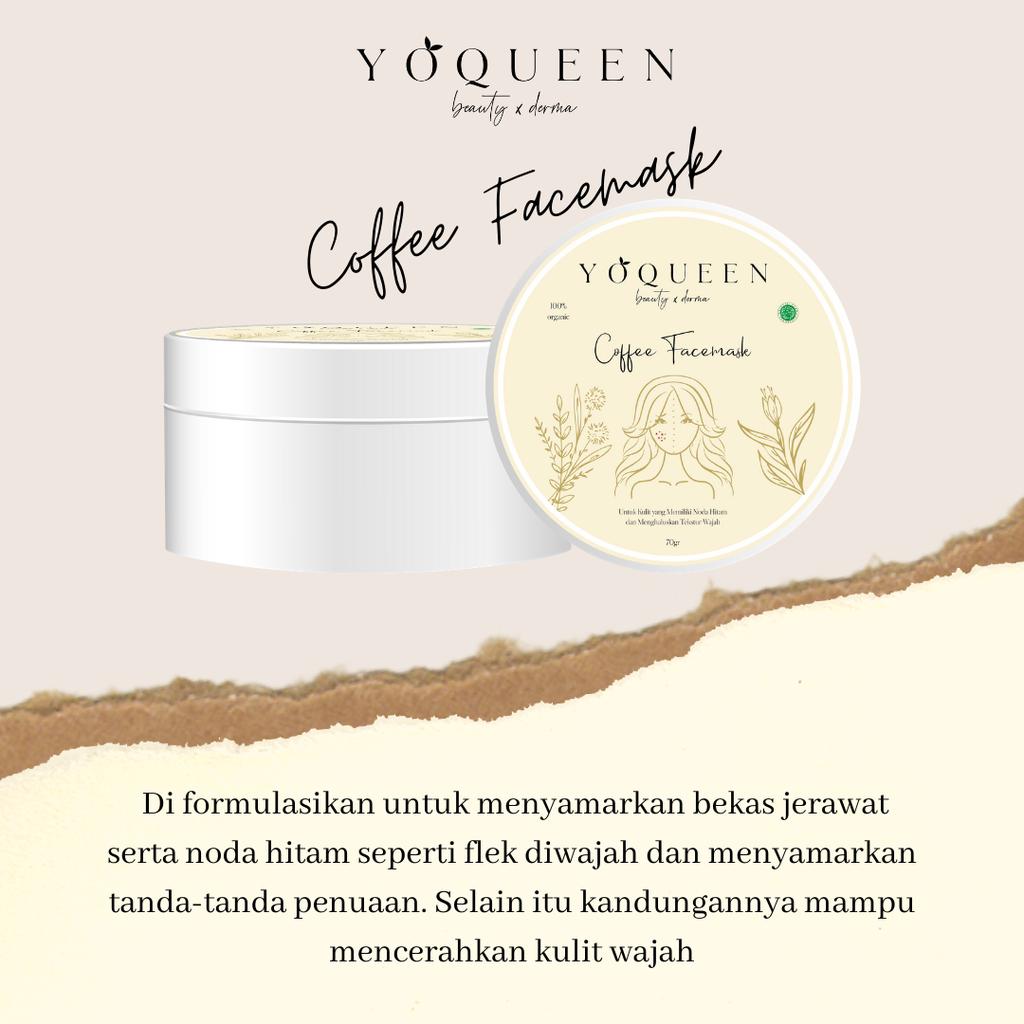 YOQUEEN
beauty x derma
Coffee Facemask
YOQUEEN
beauty x derma
100%
organic
Coffee Facemask
Untuk Kulit yang Memiliki Noda Hitam
dan Menghaluskan Tekstur Wajah
70gr
Di formulasikan untuk menyamarkan bekas jerawat
serta noda hitam seperti flek diwajah dan menyamarkan
tanda-tanda penuaan. Selain itu kandungannya mampu
mencerahkan kulit wajah